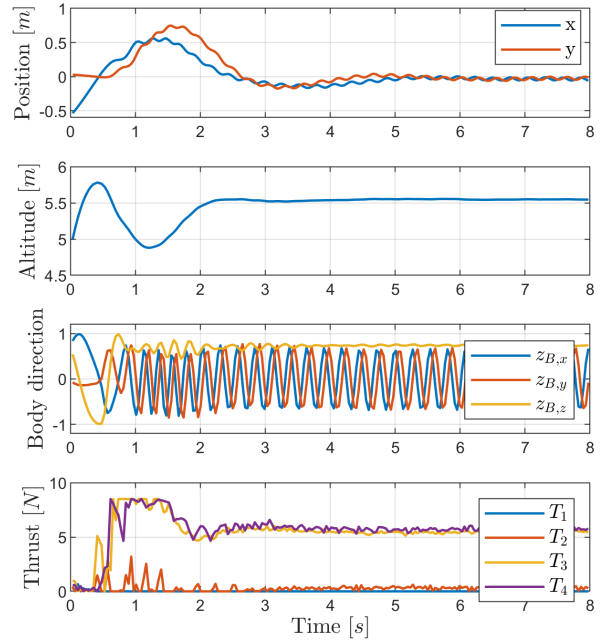 Position [m]
1
0.5
0
-0.5
x
y
0 1 2 3 4 5 6 7 8
Altitude [m]
6
5.5
5
4.5
0 1 2 3 4 5 6 7 8
Body direction
1
0
-1
z_{B,x}
z_{B,y}
z_{B,z}
0 1 2 3 4 5 6 7 8
Thrust [N]
10
5
0
T_1
T_2
T_3
T_4
0 1 2 3 4 5 6 7 8
Time [s]